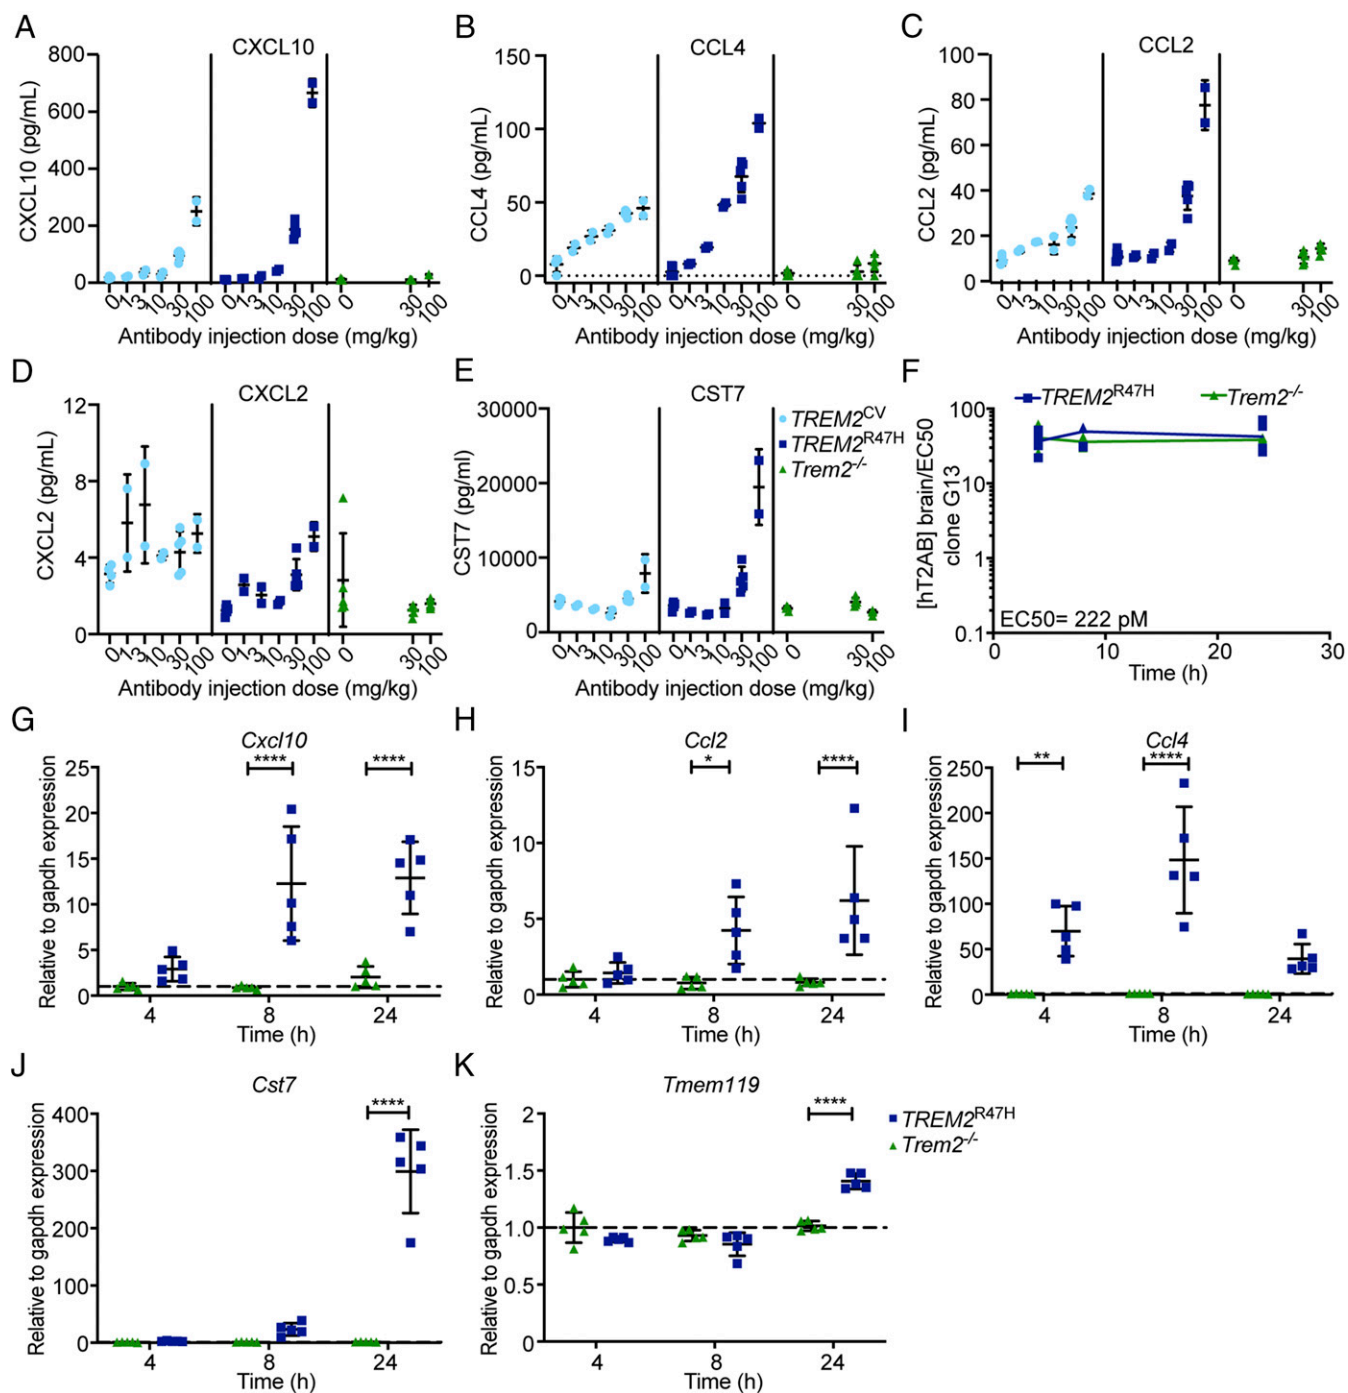 A
CXCL10
CXCL10 (pg/mL)
800
600
400
200
0
0 1 3 10 30 100 0 1 3 10 30 100 0 30 100
Antibody injection dose (mg/kg)
B
CCL4
CCL4 (pg/mL)
150
100
50
0
0 1 3 10 30 100 0 1 3 10 30 100 0 30 100
Antibody injection dose (mg/kg)
C
CCL2
CCL2 (pg/mL)
100
80
60
40
20
0
0 1 3 10 30 100 0 1 3 10 30 100 0 30 100
Antibody injection dose (mg/kg)
D
CXCL2
CXCL2 (pg/mL)
12
8
4
0
0 1 3 10 30 100 0 1 3 10 30 100 0 30 100
Antibody injection dose (mg/kg)
E
CST7
CST7 (pg/ml)
30000
20000
10000
0
TREM2CV
TREM2R47H
Trem2-/-
0 1 3 10 30 100 0 1 3 10 30 100 0 30 100
Antibody injection dose (mg/kg)
F
TREM2R47H Trem2-/-
[hT2AB] brain/EC50
clone G13
100
10
1
0.1
EC50= 222 pM
0 10 20 30
Time (h)
G
Cxcl10
Relative to gapdh expression
25
20
15
10
5
0
**** ****
4 8 24
Time (h)
H
Ccl2
Relative to gapdh expression
15
10
5
0
* ****
4 8 24
Time (h)
I
Ccl4
Relative to gapdh expression
250
200
150
100
50
0
** ****
4 8 24
Time (h)
J
Cst7
Relative to gapdh expression
400
300
200
100
0
****
4 8 24
Time (h)
K
Tmem119
Relative to gapdh expression
2
1.5
1.0
0.5
0
****
TREM2R47H
Trem2-/-
4 8 24
Time (h)